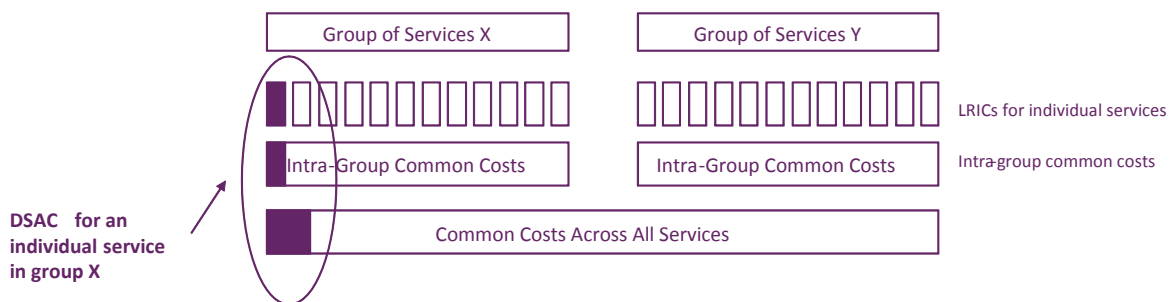 Group of Services X
Group of Services Y
LRICs for individual services
Intra-Group Common Costs
Intra-Group Common Costs
Intra-group common costs
DSAC for an
individual service
in group X
Common Costs Across All Services